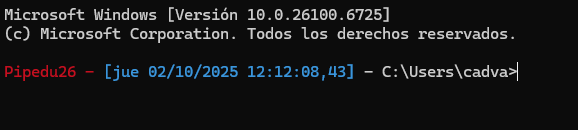 Microsoft Windows [Versión 10.0.26100.6725]
(c) Microsoft Corporation. Todos los derechos reservados.
Pipedu26 - [jue 02/10/2025 12:12:08,43] - C:\Users\cadva>